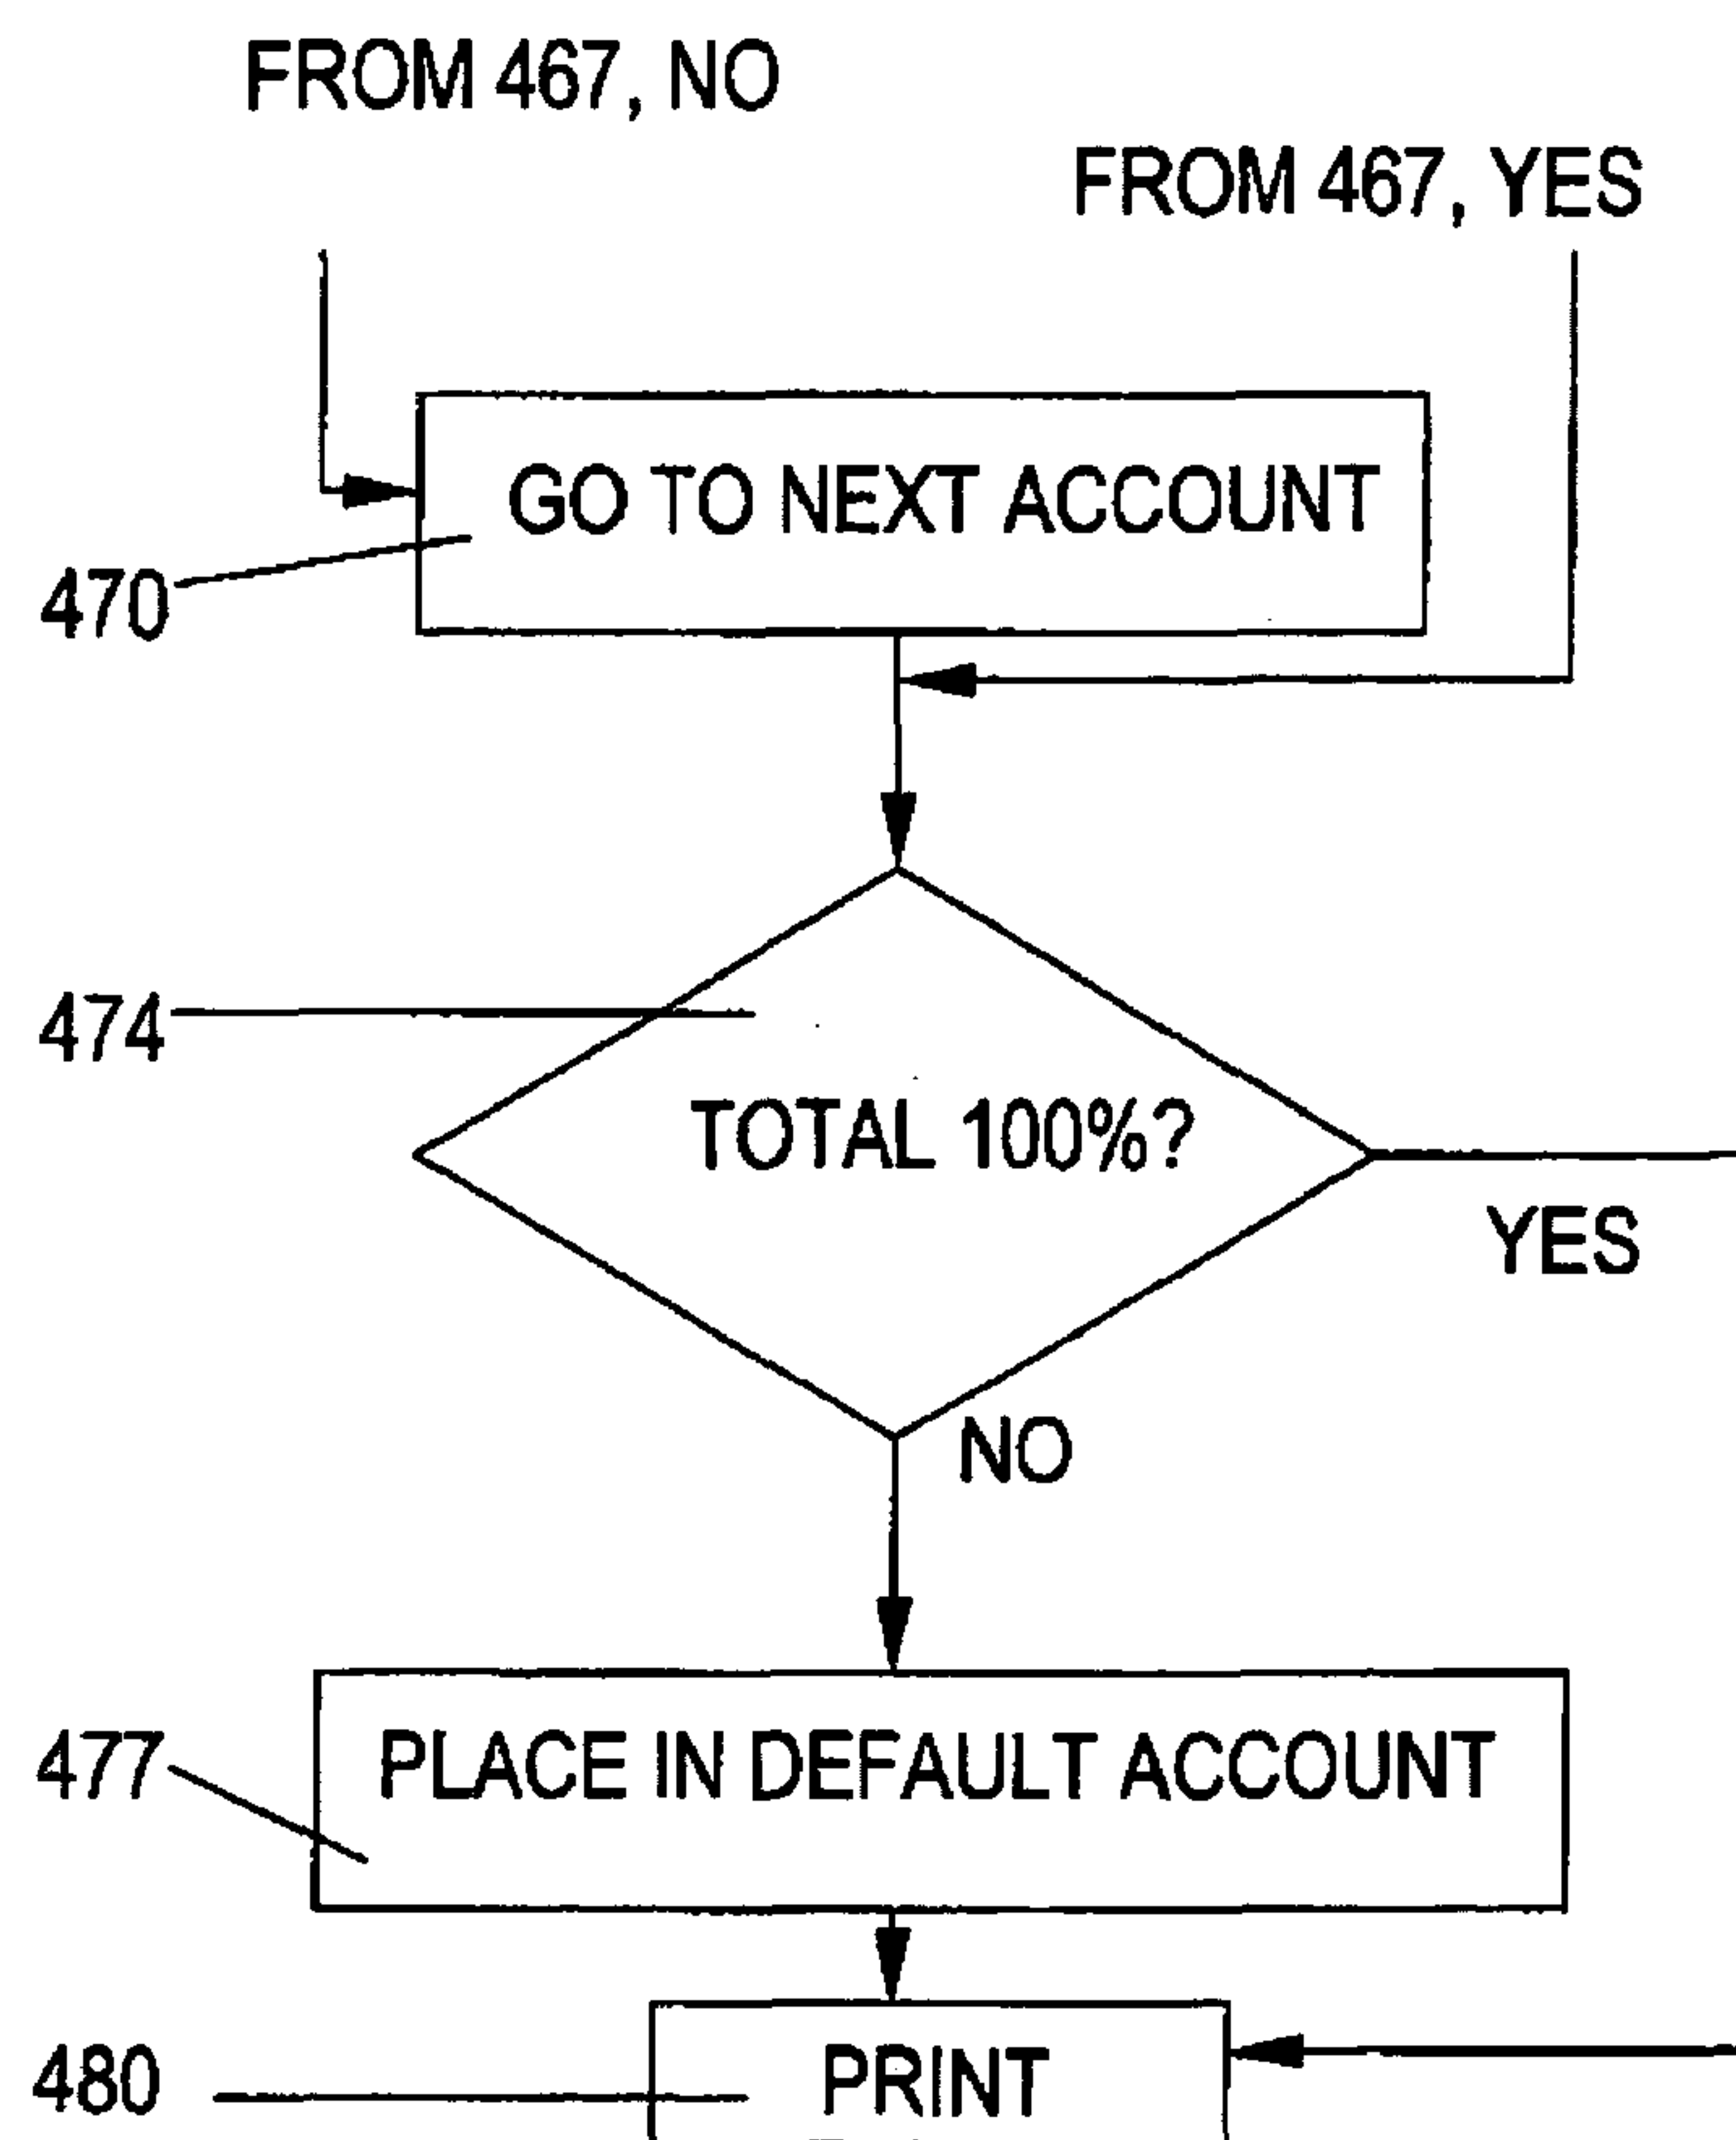 FROM 467, NO
FROM 467, YES
GO TO NEXT ACCOUNT
470
474
TOTAL 100%?
YES
NO
477
PLACE IN DEFAULT ACCOUNT
480
PRINT